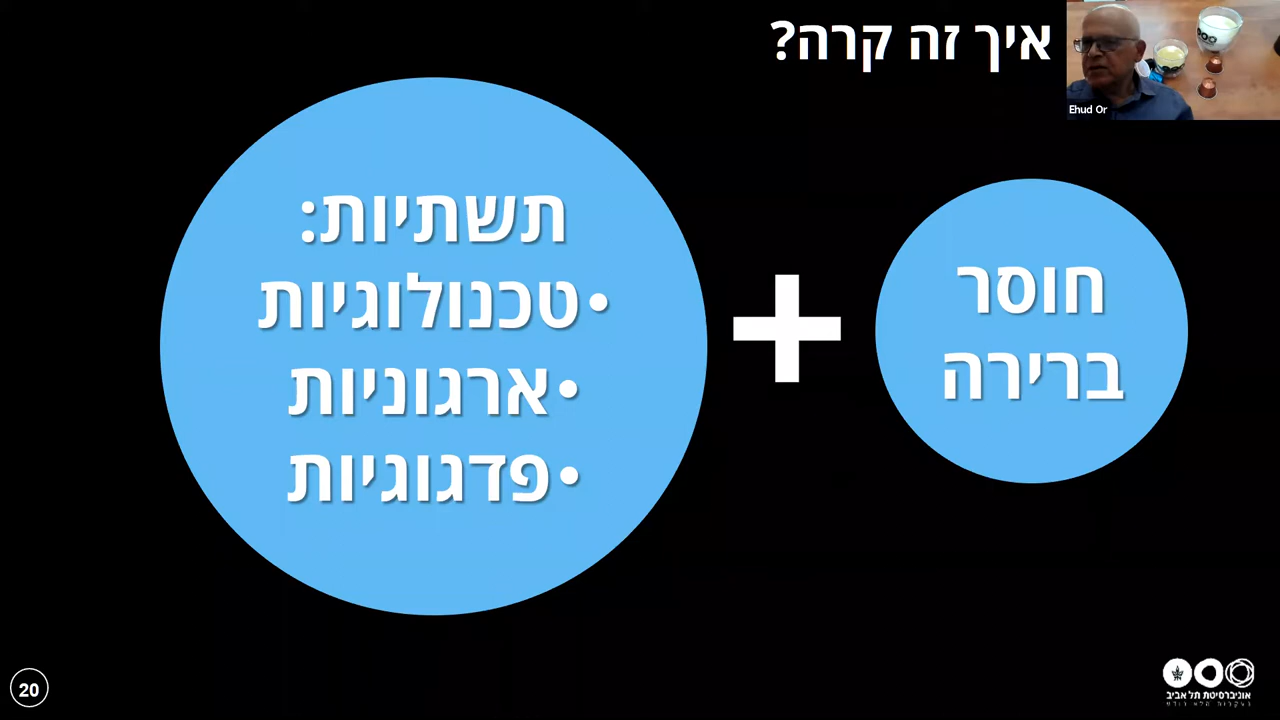 איך זה קרה?
Ehud Or
חוסר
ברירה
+
תשתיות:
•טכנולוגיות
•ארגוניות
•פדגוגיות
20
אוניברסיטת תל אביב